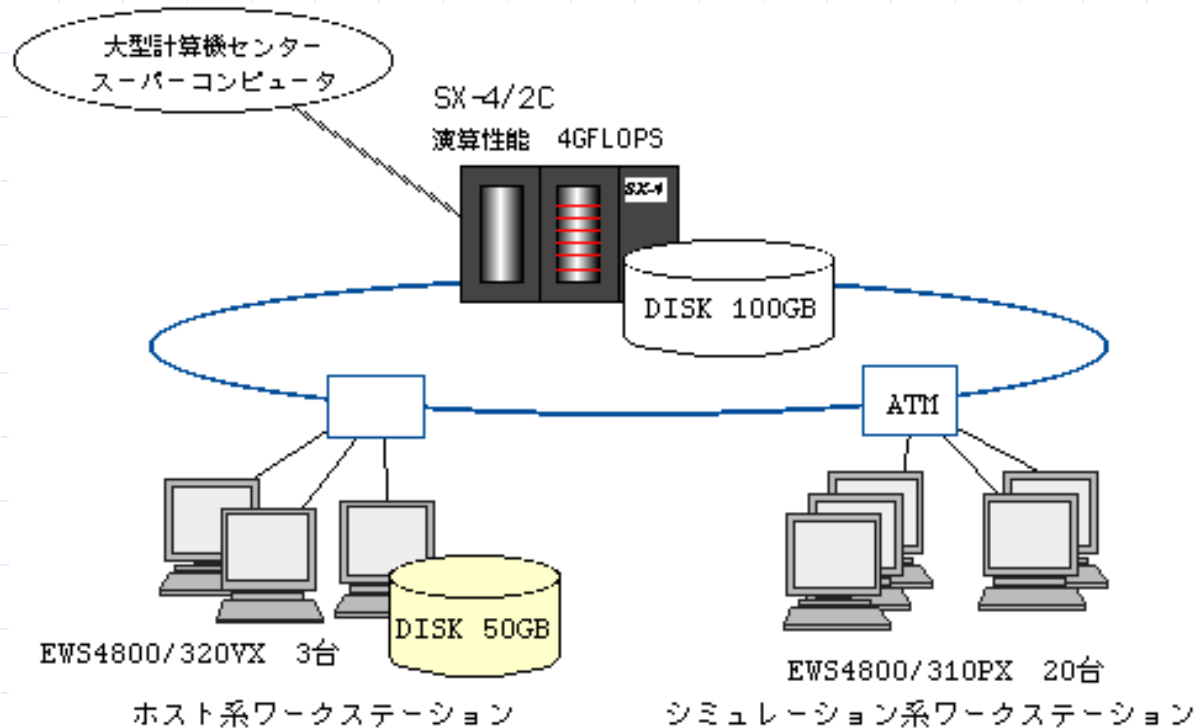 大型計算機センター
スーパーコンピュータ
SX-4/2C
演算性能 4GFLOPS
SX-4
DISK 100GB
ATM
DISK 50GB
EWS4800/320VX 3台
ホスト系ワークステーション
EWS4800/310PX 20台
シミュレーション系ワークステーション